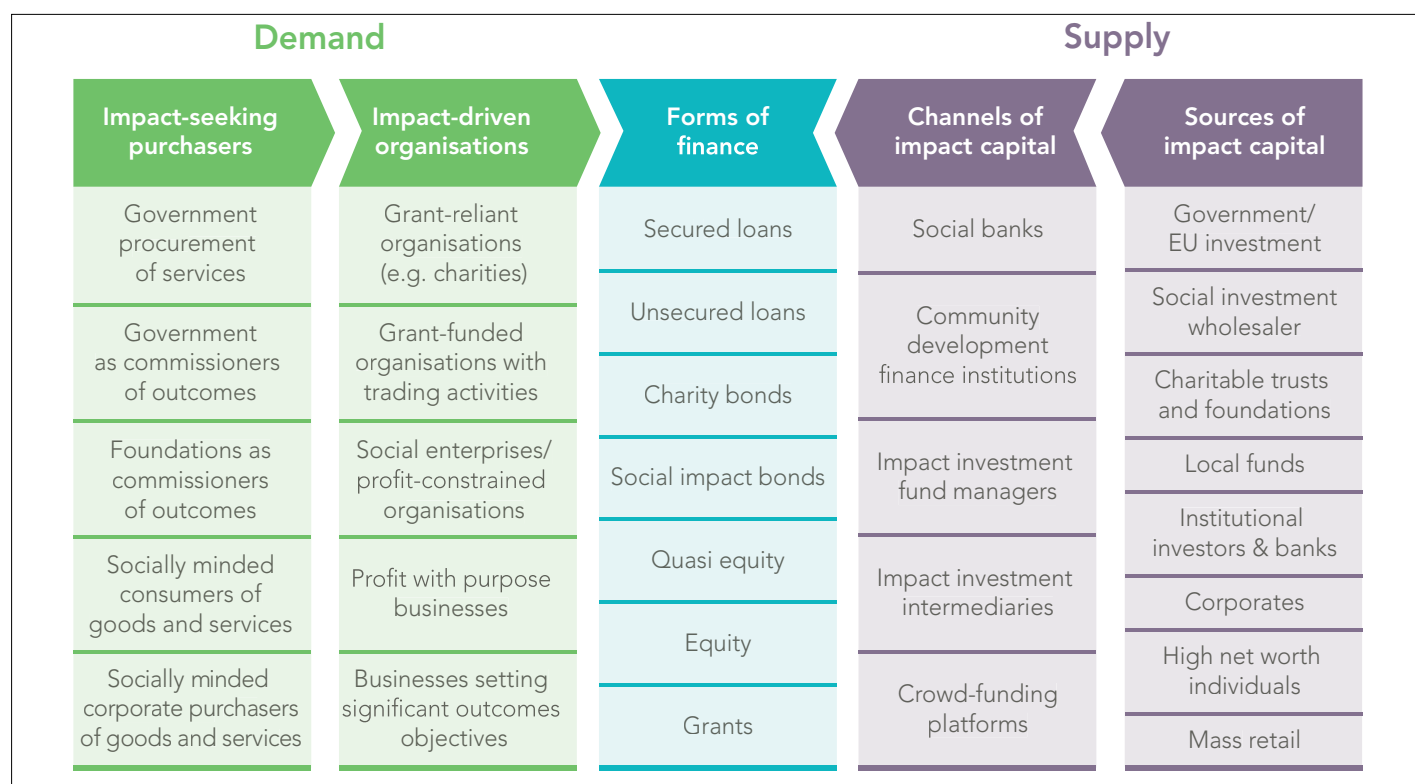 Demand
Supply
Impact-seeking
purchasers
Impact-driven
organisations
Forms of
finance
Channels of
impact capital
Sources of
impact capital
Government
procurement
of services
Government
as commissioners
of outcomes
Foundations as
commissioners
of outcomes
Socially minded
consumers of
goods and services
Socially minded
corporate purchasers
of goods and services
Grant-reliant
organisations
(e.g. charities)
Grant-funded
organisations with
trading activities
Social enterprises/
profit-constrained
organisations
Profit with purpose
businesses
Businesses setting
significant outcomes
objectives
Secured loans
Unsecured loans
Charity bonds
Social impact bonds
Quasi equity
Equity
Grants
Social banks
Community
development
finance institutions
Impact investment
fund managers
Impact investment
intermediaries
Crowd-funding
platforms
Government/
EU investment
Social investment
wholesaler
Charitable trusts
and foundations
Local funds
Institutional
investors & banks
Corporates
High net worth
individuals
Mass retail